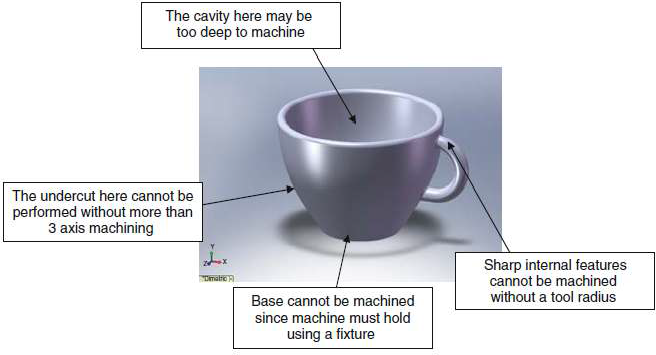 The cavity here may be
too deep to machine
The undercut here cannot be
performed without more than
3 axis machining
Y
Z
X
*Dimetric
Base cannot be machined
since machine must hold
using a fixture
Sharp internal features
cannot be machined
without a tool radius